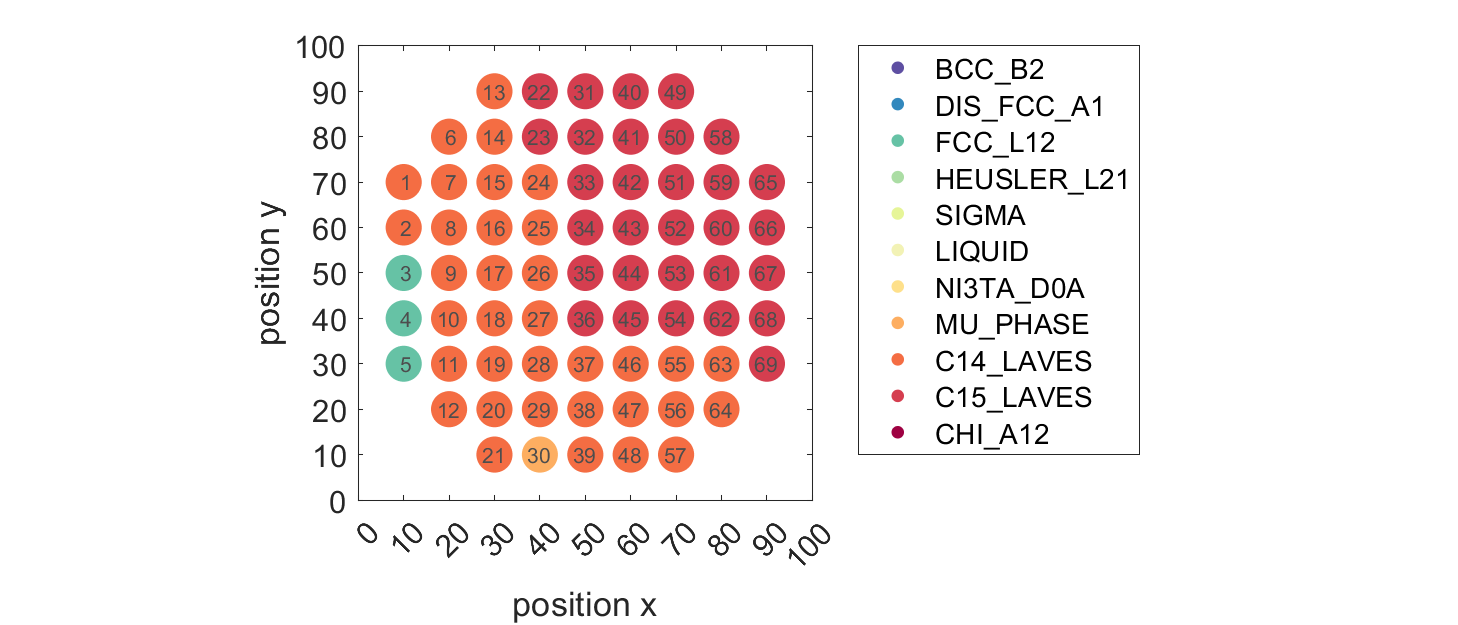 100
90
80
70
60
50
40
30
20
10
0
position y
13 22 31 40 49
6 14 23 32 41 50 58
1 7 15 24 33 42 51 59 65
2 8 16 25 34 43 52 60 66
3 9 17 26 35 44 53 61 67
4 10 18 27 36 45 54 62 68
5 11 19 28 37 46 55 63 69
12 20 29 38 47 56 64
21 30 39 48 57
0 10 20 30 40 50 60 70 80 90 100
position x
BCC_B2
DIS_FCC_A1
FCC_L12
HEUSLER_L21
SIGMA
LIQUID
NI3TA_D0A
MU_PHASE
C14_LAVES
C15_LAVES
CHI_A12